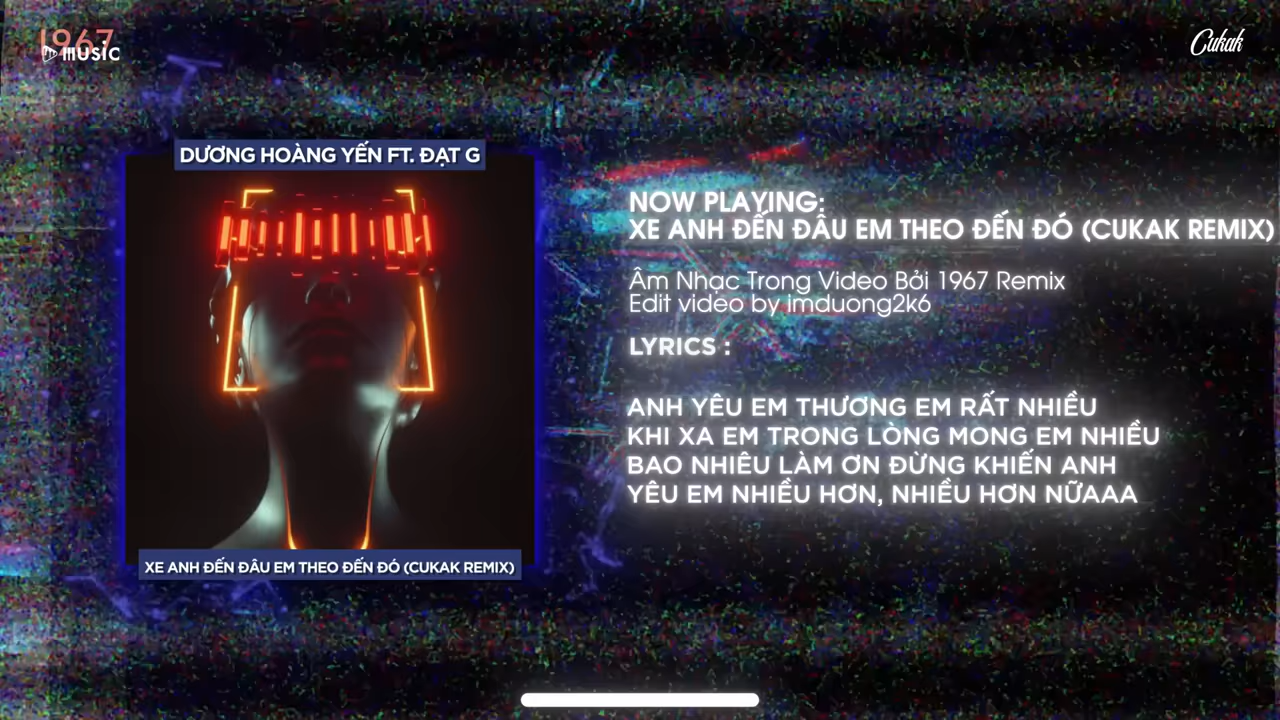 1967
MUSIC
Cukak
DƯƠNG HOÀNG YẾN FT. ĐẠT G
XE ANH ĐẾN ĐÂU EM THEO ĐẾN ĐÓ (CUKAK REMIX)
NOW PLAYING:
XE ANH ĐẾN ĐÂU EM THEO ĐẾN ĐÓ (CUKAK REMIX)
Âm Nhạc Trong Video Bởi 1967 Remix
Edit video by imduong2k6
LYRICS :
ANH YÊU EM THƯƠNG EM RẤT NHIỀU
KHI XA EM TRONG LÒNG MONG EM NHIỀU
BAO NHIÊU LÀM ƠN ĐỪNG KHIẾN ANH
YÊU EM NHIỀU HƠN, NHIỀU HƠN NỮAAA